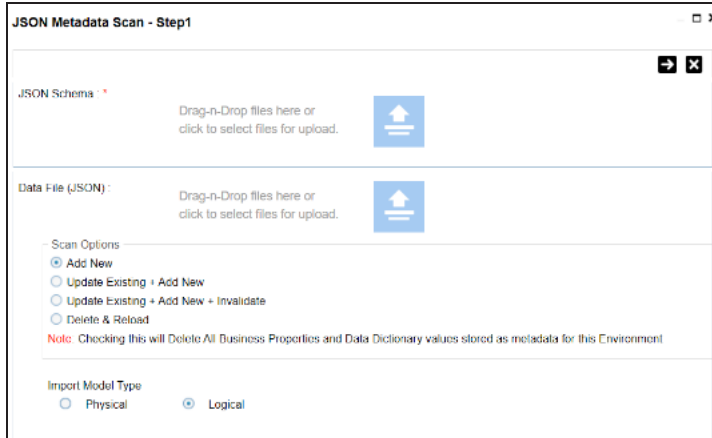 JSON Metadata Scan - Step1
JSON Schema : *
Drag-n-Drop files here or
click to select files for upload.
Data File (JSON) :
Drag-n-Drop files here or
click to select files for upload.
Scan Options
Add New
Update Existing + Add New
Update Existing + Add New + Invalidate
Delete & Reload
Note: Checking this will Delete All Business Properties and Data Dictionary values stored as metadata for this Environment
Import Model Type
Physical Logical